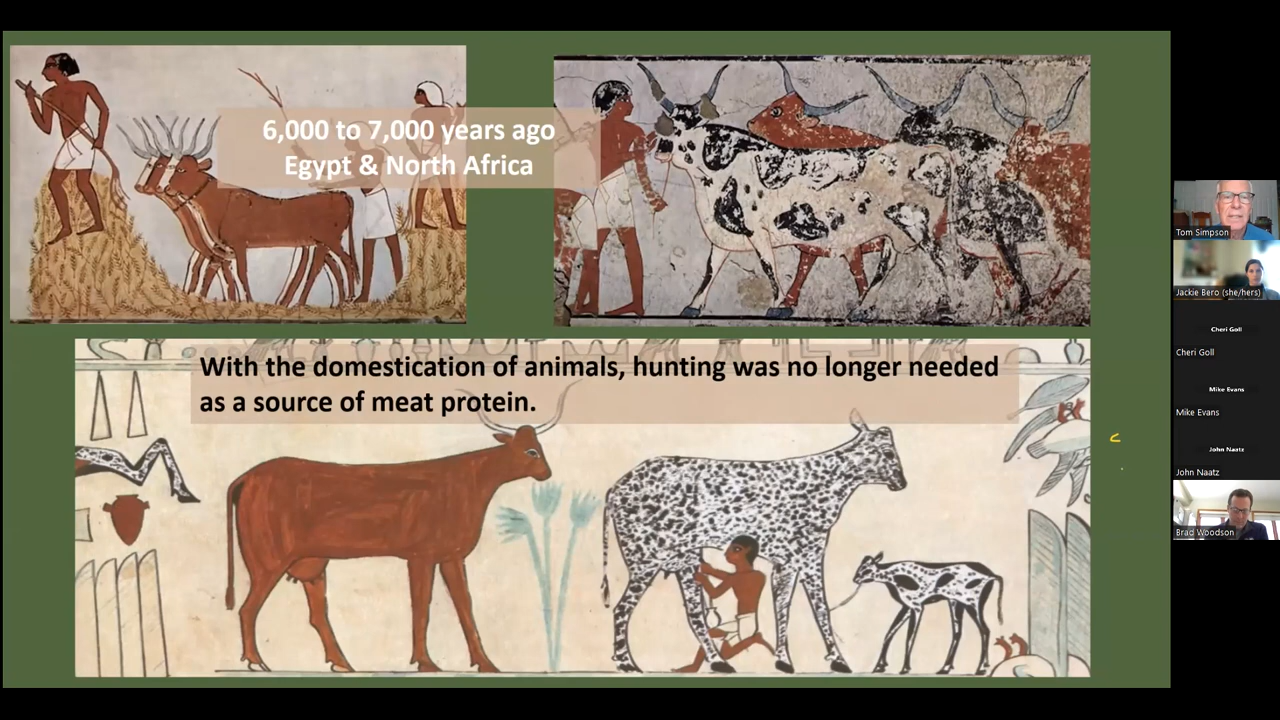 6,000 to 7,000 years ago
Egypt & North Africa
With the domestication of animals, hunting was no longer needed
as a source of meat protein.
Tom Simpson
Jackie Bero (she/hers)
Cheri Goll
Cheri Goll
Mike Evans
Mike Evans
John Naatz
John Naatz
Brad Woodson